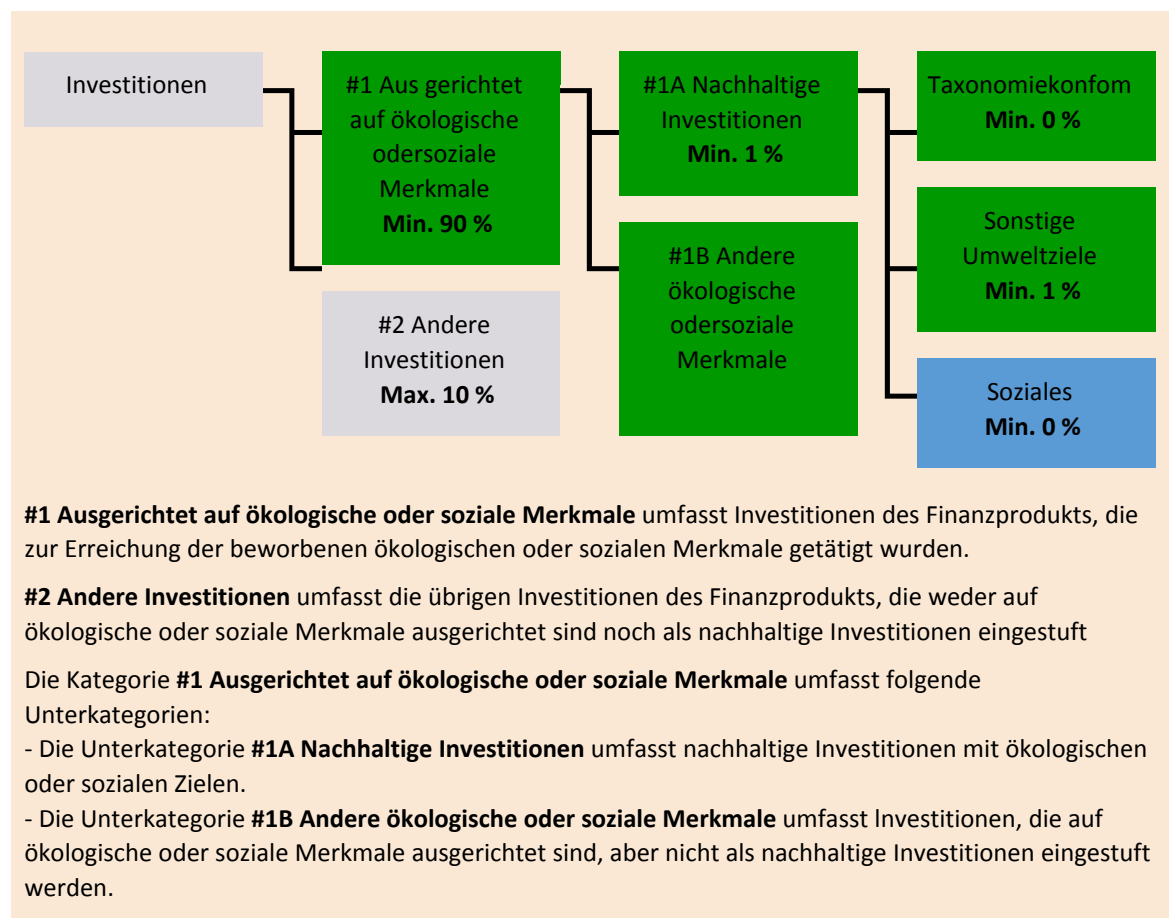 Investitionen
#1 Aus gerichtet
auf ökologische
odersoziale
Merkmale
Min. 90 %
#2 Andere
Investitionen
Max. 10 %
#1A Nachhaltige
Investitionen
Min. 1 %
#1B Andere
ökologische
odersoziale
Merkmale
Taxonomiekonfom
Min. 0 %
Sonstige
Umweltziele
Min. 1 %
Soziales
Min. 0 %
#1 Ausgerichtet auf ökologische oder soziale Merkmale umfasst Investitionen des Finanzprodukts, die
zur Erreichung der beworbenen ökologischen oder sozialen Merkmale getätigt wurden.
#2 Andere Investitionen umfasst die übrigen Investitionen des Finanzprodukts, die weder auf
ökologische oder soziale Merkmale ausgerichtet sind noch als nachhaltige Investitionen eingestuft
Die Kategorie #1 Ausgerichtet auf ökologische oder soziale Merkmale umfasst folgende
Unterkategorien:
- Die Unterkategorie #1A Nachhaltige Investitionen umfasst nachhaltige Investitionen mit ökologischen
oder sozialen Zielen.
- Die Unterkategorie #1B Andere ökologische oder soziale Merkmale umfasst lnvestitionen, die auf
ökologische oder soziale Merkmale ausgerichtet sind, aber nicht als nachhaltige Investitionen eingestuft
werden.